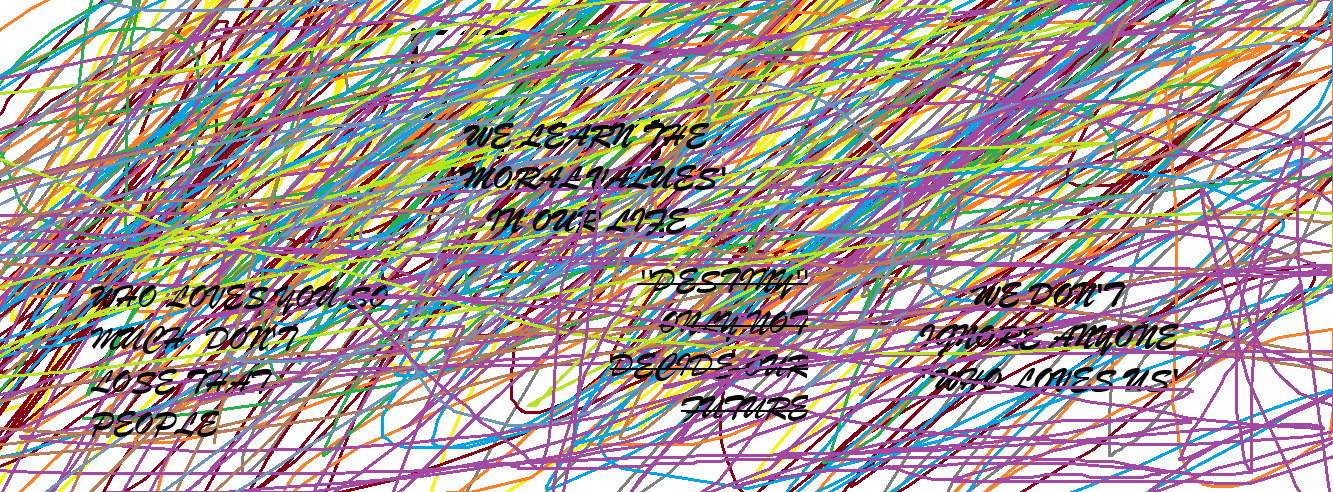 WE LEARN THE
"MORAL VALUES"
IN OUR LIFE
WHO LOVES YOU SO
MUCH. DON'T
LOSE THAT
PEOPLE
"DESTINY"
ONLY NOT
DECIDE OUR
FUTURE
WE DON'T
IGNORE ANYONE
"WHO LOVES US"